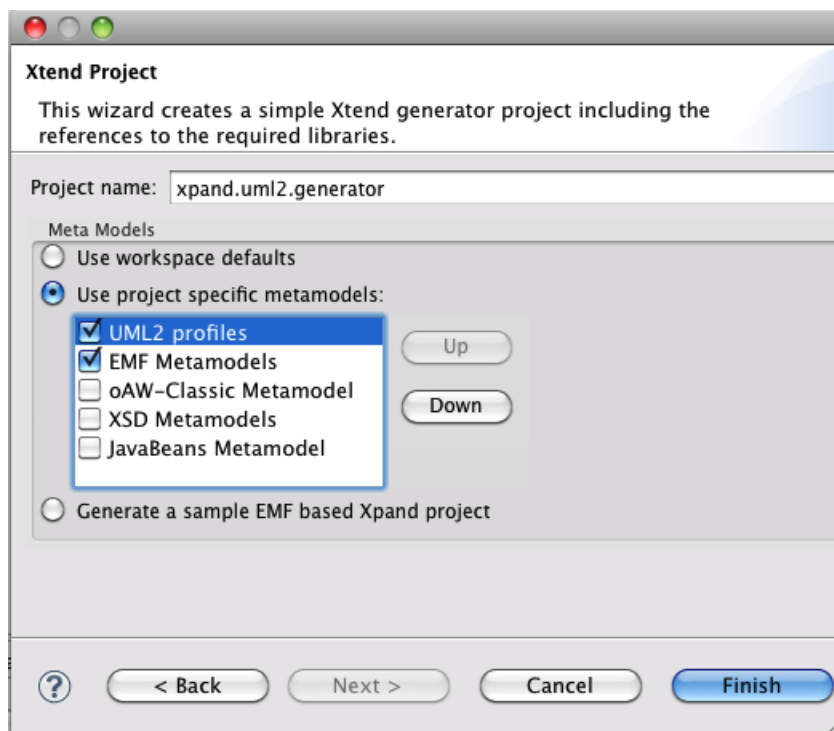 Xtend Project
This wizard creates a simple Xtend generator project including the
references to the required libraries.
Project name: xpand.uml2.generator
Meta Models
Use workspace defaults
Use project specific metamodels:
UML2 profiles
EMF Metamodels
oAW-Classic Metamodel
XSD Metamodels
JavaBeans Metamodel
Up
Down
Generate a sample EMF based Xpand project
?
< Back
Next >
Cancel
Finish